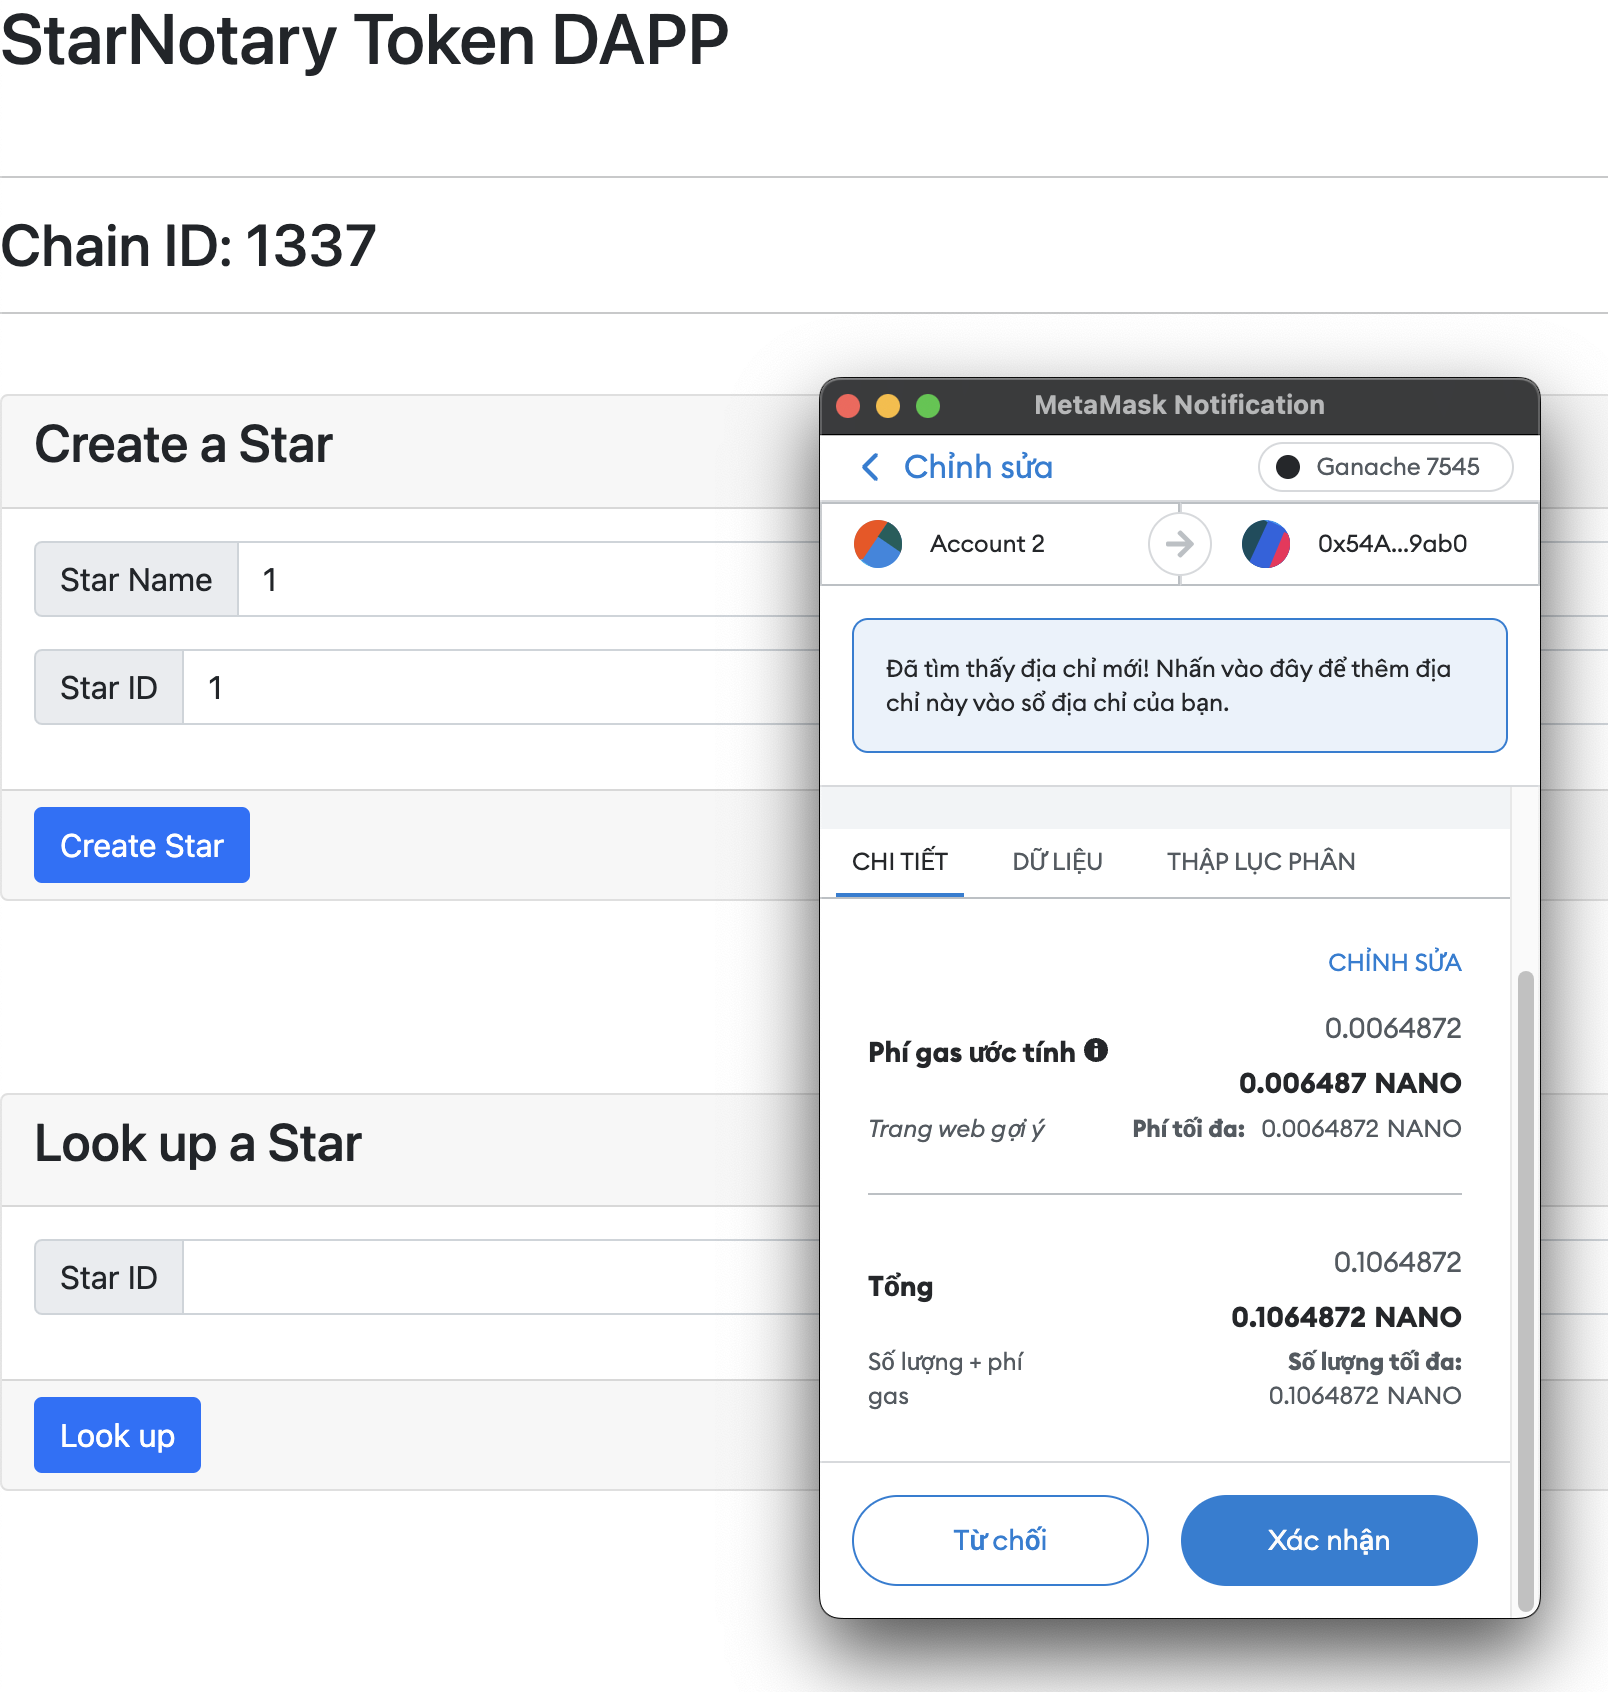 StarNotary Token DAPP
Chain ID: 1337
Create a Star
Star Name 1
Star ID 1
Create Star
Look up a Star
Star ID
Look up
MetaMask Notification
Chỉnh sửa Ganache 7545
Account 2 0x54A...9ab0
Đã tìm thấy địa chỉ mới! Nhấn vào đây để thêm địa
chỉ này vào sổ địa chỉ của bạn.
CHI TIẾT DỮ LIỆU THẬP LỤC PHÂN
CHỈNH SỬA
0.0064872
Phí gas ước tính
0.006487 NANO
Trang web gợi ý Phí tối đa: 0.0064872 NANO
0.1064872
Tổng
0.1064872 NANO
Số lượng + phí Số lượng tối đa:
gas 0.1064872 NANO
Từ chối Xác nhận